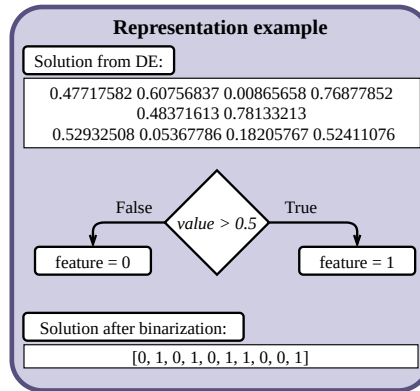 Representation example
Solution from DE:
0.47717582 0.60756837 0.00865658 0.76877852
0.48371613 0.78133213
0.52932508 0.05367786 0.18205767 0.52411076
False
True
value > 0.5
feature = 0
feature = 1
Solution after binarization:
[0, 1, 0, 1, 0, 1, 1, 0, 0, 1]